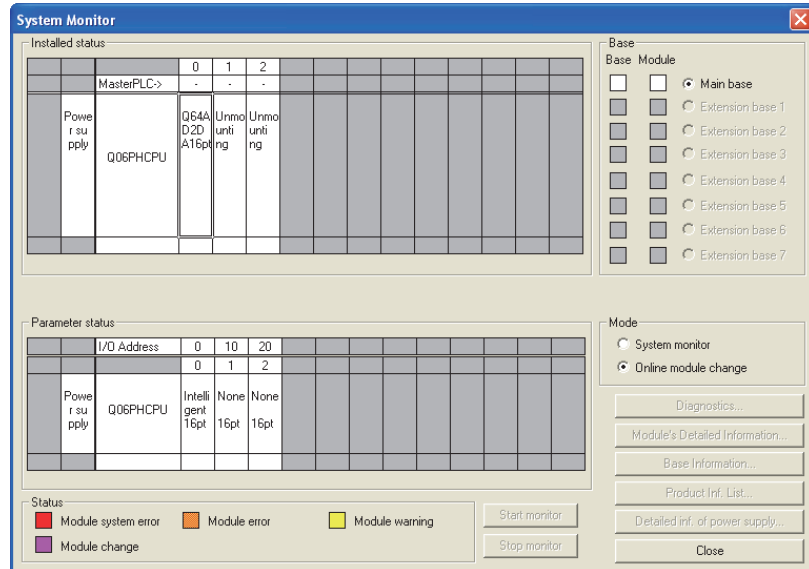 System Monitor
Installed status
0 1 2
MasterPLC-> - - -
Powe
r su
pply
Q06PHCPU
Q64A
D2D
A16pt
Unmo
unti
ng
Unmo
unti
ng
Base
Base Module
Main base
Extension base 1
Extension base 2
Extension base 3
Extension base 4
Extension base 5
Extension base 6
Extension base 7
Parameter status
I/O Address 0 10 20
0 1 2
Powe
r su
pply
Q06PHCPU
Intelli
gent
16pt
None
16pt
None
16pt
Mode
System monitor
Online module change
Diagnostics...
Module's Detailed Information...
Base Information...
Product Inf. List...
Detailed inf. of power supply...
Close
Status
Module system error
Module error
Module warning
Module change
Start monitor
Stop monitor